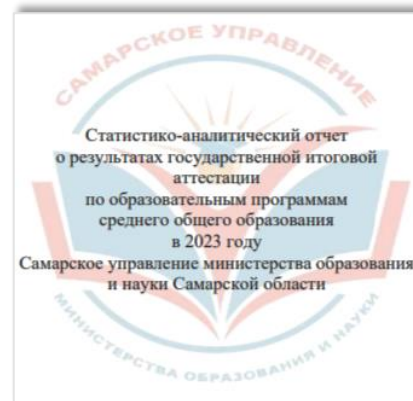 САМАРСКОЕ УПРАВЛЕНИЕ
Статистико-аналитический отчет
о результатах государственной итоговой
аттестации
по образовательным программам
среднего общего образования
в 2023 году
Самарское управление министерства образования
и науки Самарской области
МИНИСТЕРСТВА ОБРАЗОВАНИЯ И НАУКИ